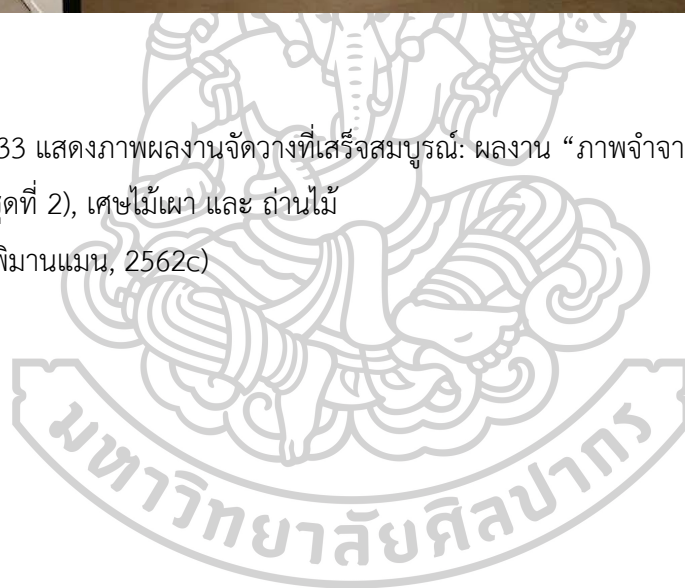 33 แสดงภาพผลงานจัดวางที่เสร็จสมบูรณ์: ผลงาน “ภาพจำจา
ชุดที่ 2), เศษไม้เผา และ ถ่านไม้
พิมานแมน, 2562c)
มหาวิทยาลัยศิลปากร